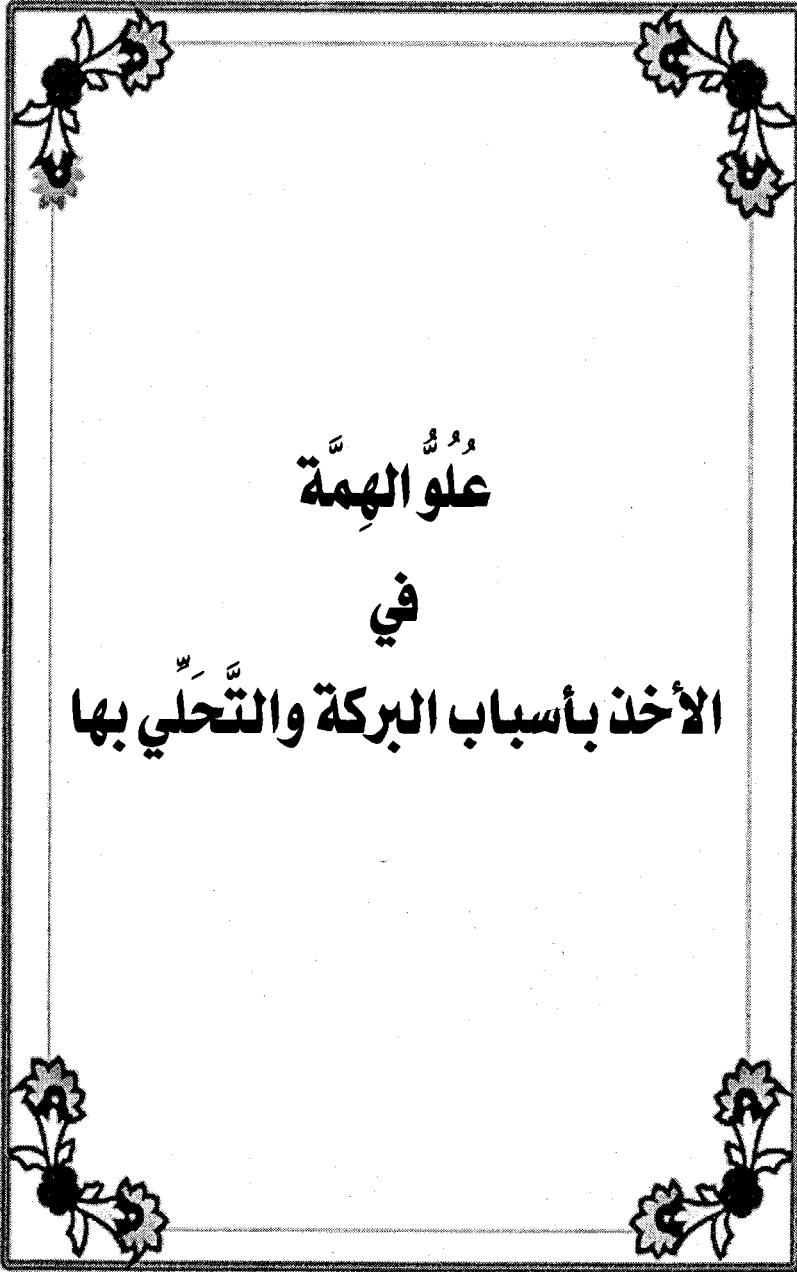 عُلُوُّ الهِمَّة
في
الأخذ بأسباب البركة والتَّحَلِّي بها